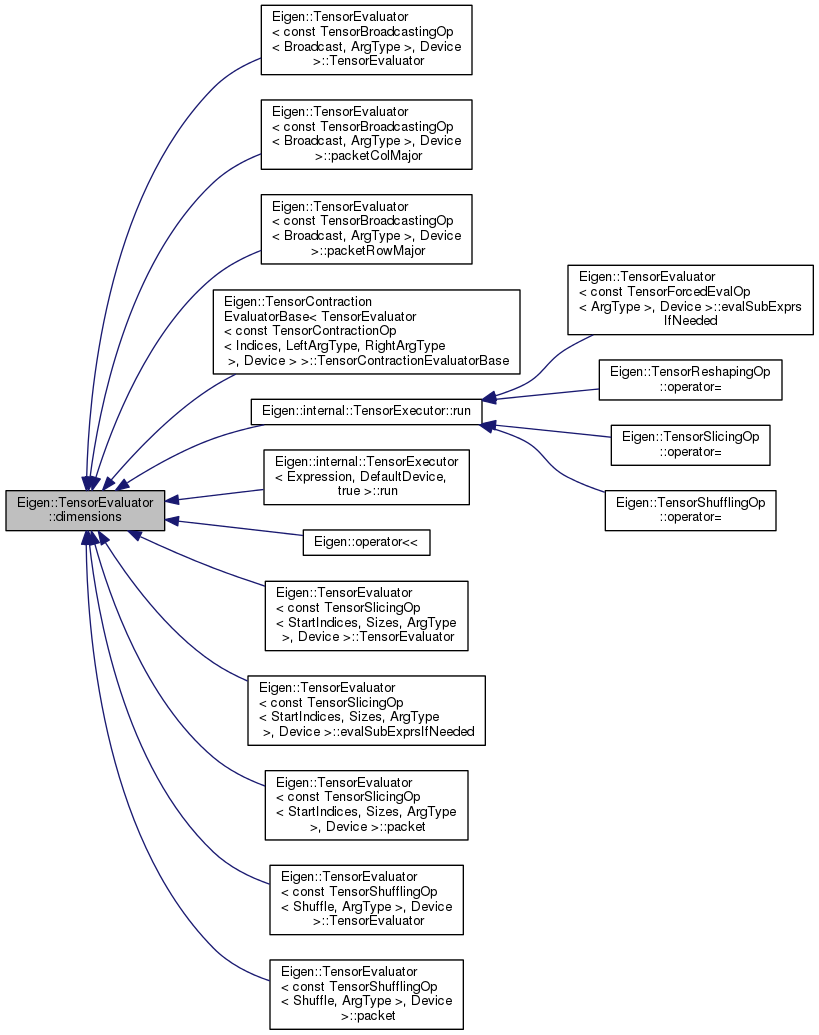 Eigen::TensorEvaluator
< const TensorBroadcastingOp
< Broadcast, ArgType >, Device
>::TensorEvaluator
Eigen::TensorEvaluator
< const TensorBroadcastingOp
< Broadcast, ArgType >, Device
>::packetColMajor
Eigen::TensorEvaluator
< const TensorBroadcastingOp
< Broadcast, ArgType >, Device
>::packetRowMajor
Eigen::TensorContraction
EvaluatorBase< TensorEvaluator
< const TensorContractionOp
< Indices, LeftArgType, RightArgType
>, Device > >::TensorContractionEvaluatorBase
Eigen::internal::TensorExecutor::run
Eigen::TensorEvaluator
< const TensorForcedEvalOp
< ArgType >, Device >::evalSubExprs
IfNeeded
Eigen::TensorReshapingOp
::operator=
Eigen::TensorSlicingOp
::operator=
Eigen::TensorShufflingOp
::operator=
Eigen::internal::TensorExecutor
< Expression, DefaultDevice,
true >::run
Eigen::TensorEvaluator
::dimensions
Eigen::operator<<
Eigen::TensorEvaluator
< const TensorSlicingOp
< StartIndices, Sizes, ArgType
>, Device >::TensorEvaluator
Eigen::TensorEvaluator
< const TensorSlicingOp
< StartIndices, Sizes, ArgType
>, Device >::evalSubExprsIfNeeded
Eigen::TensorEvaluator
< const TensorSlicingOp
< StartIndices, Sizes, ArgType
>, Device >::packet
Eigen::TensorEvaluator
< const TensorShufflingOp
< Shuffle, ArgType >, Device
>::TensorEvaluator
Eigen::TensorEvaluator
< const TensorShufflingOp
< Shuffle, ArgType >, Device
>::packet